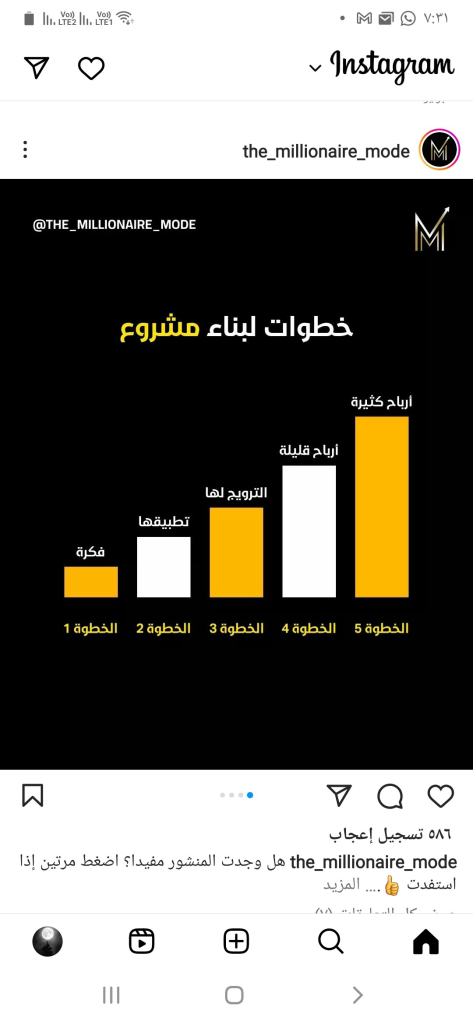 ٧:٣١
Vo)) LTE2 Vo)) LTE1
Instagram
the_millionaire_mode
@THE_MILLIONAIRE_MODE
خطوات لبناء مشروع
أرباح كثيرة
أرباح قليلة
الترويج لها
تطبيقها
فكرة
الخطوة 1 الخطوة 2 الخطوة 3 الخطوة 4 الخطوة 5
٥٨٦ تسجيل إعجاب
the_millionaire_mode هل وجدت المنشور مفيدا؟ اضغط مرتين إذا
استفدت 👍.... المزيد